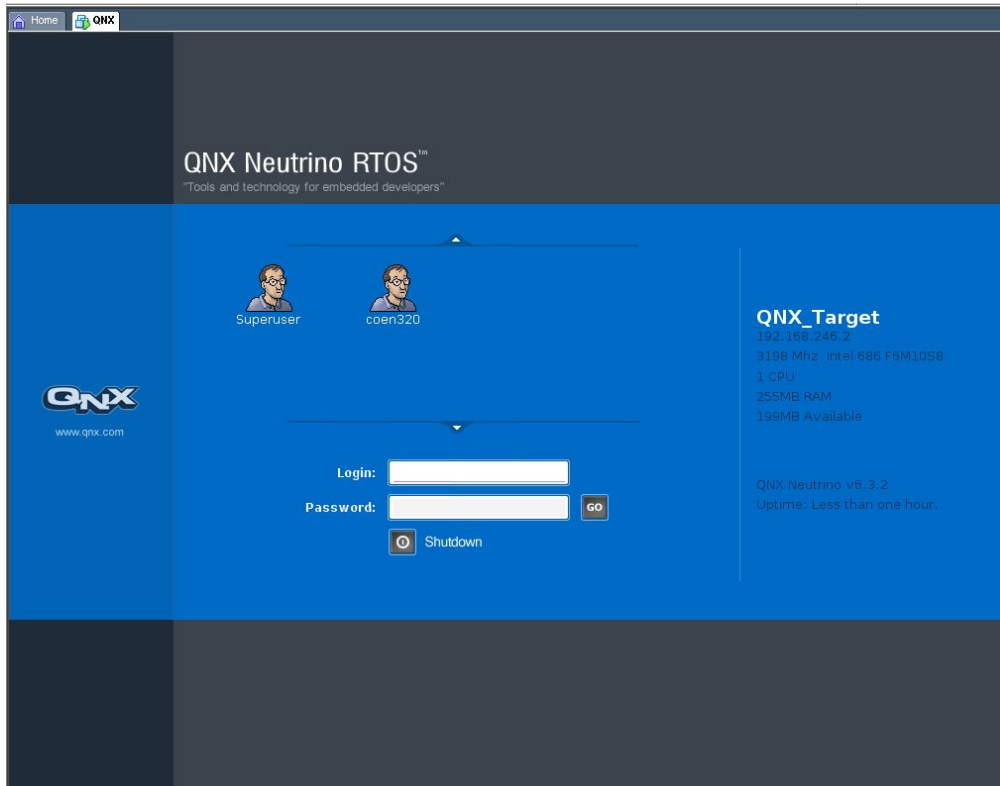 Home QNX
QNX Neutrino RTOS™
"Tools and technology for embedded developers"
Superuser coen320
QNX
www.qnx.com
Login:
Password: GO
Shutdown
QNX_Target
192.168.246.2
3198 Mhz Intel 686 F6M10S8
1 CPU
255MB RAM
199MB Available
QNX Neutrino v6.3.2
Uptime: Less than one hour.